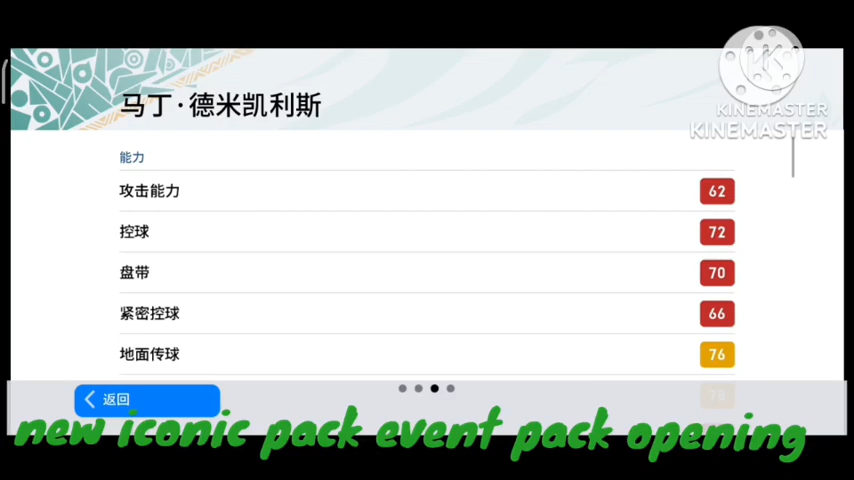 马丁·德米凯利斯
KINEMASTER
KINEMASTER
能力
攻击能力 62
控球 72
盘带 70
紧密控球 66
地面传球 76
返回
new iconic pack event pack opening